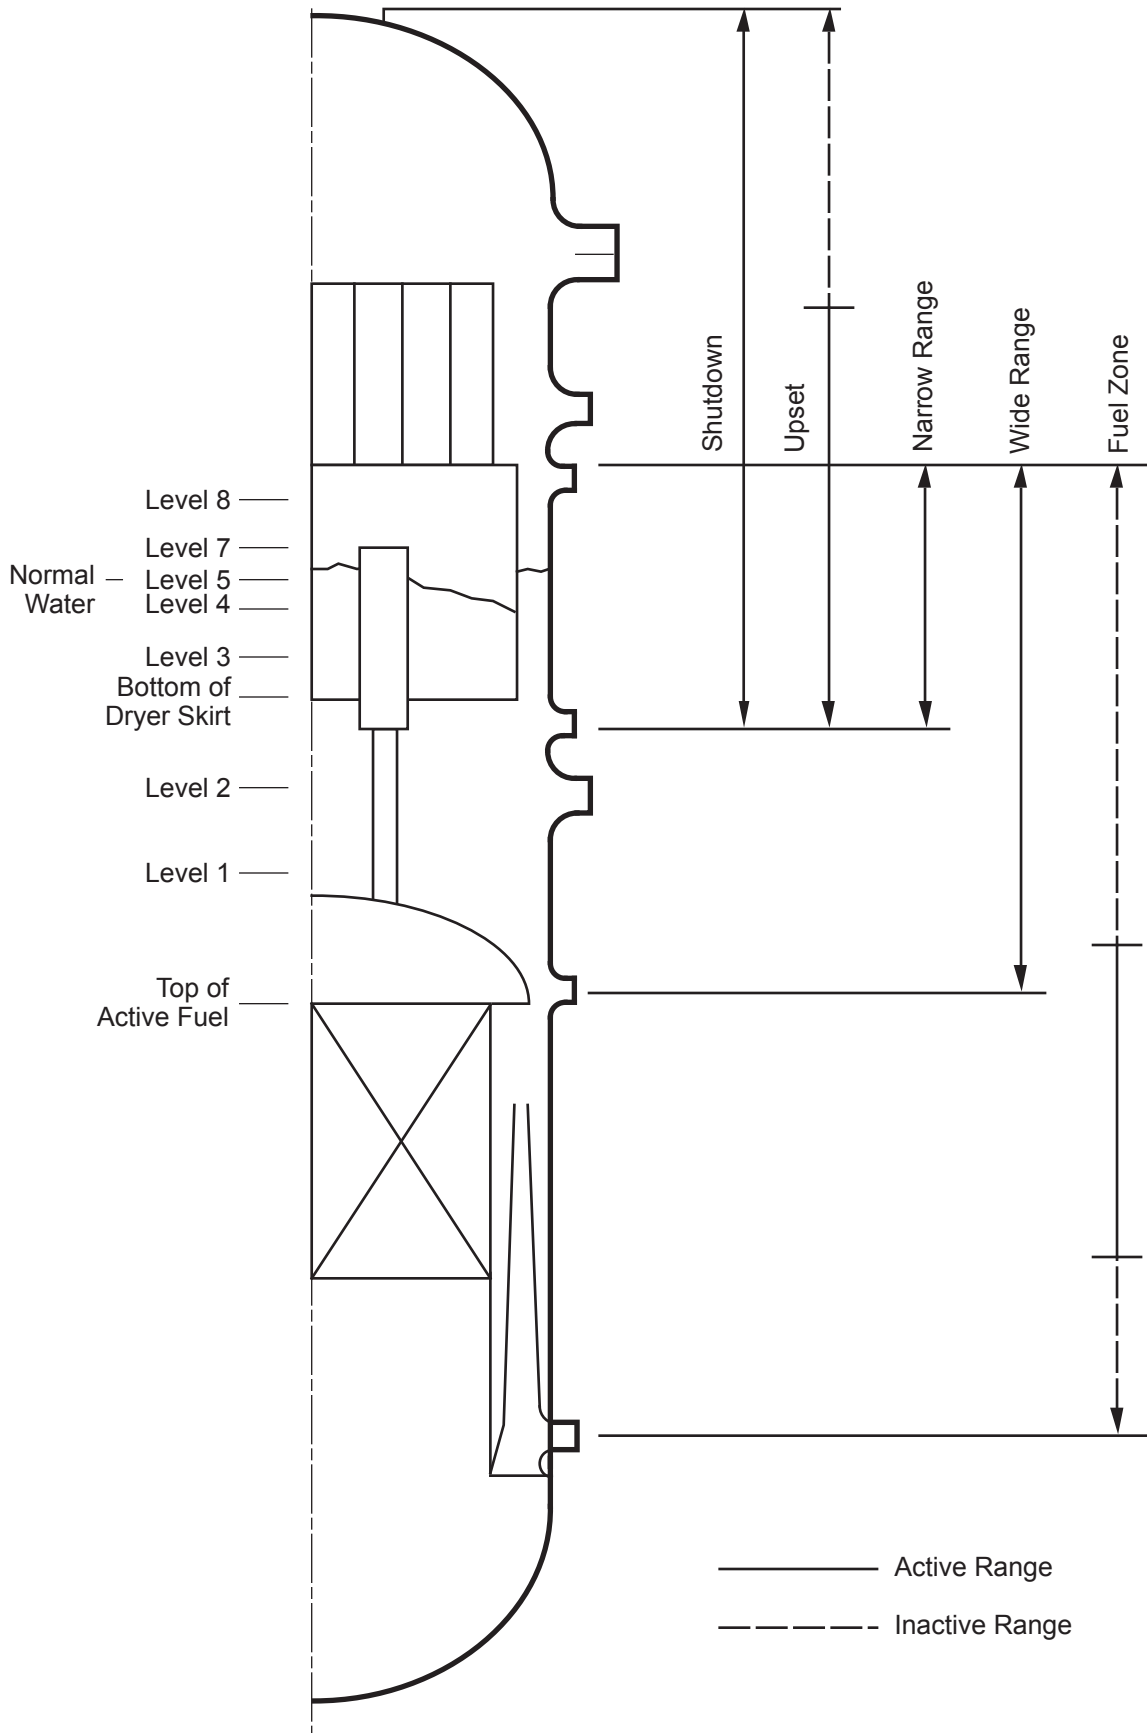 Shutdown
Upset
Narrow Range
Wide Range
Fuel Zone
Level 8
Level 7
Normal
Water
Level 5
Level 4
Level 3
Bottom of
Dryer Skirt
Level 2
Level 1
Top of
Active Fuel
Active Range
Inactive Range